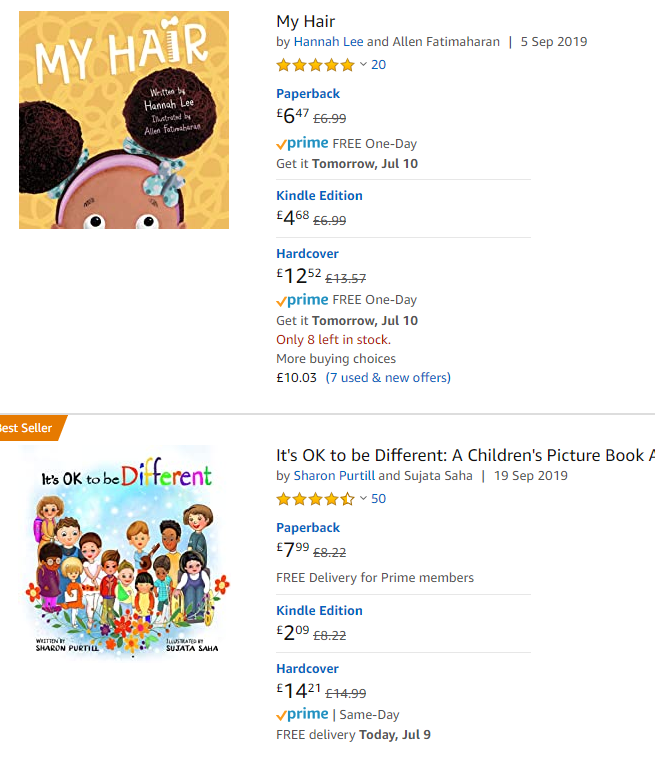 MY HAIR
Written by
Hannah Lee
Illustrated by
Allen Fatimaharan
My Hair
by Hannah Lee and Allen Fatimaharan | 5 Sep 2019
20
Paperback
£6.47 £6.99
prime FREE One-Day
Get it Tomorrow, Jul 10
Kindle Edition
£4.68 £6.99
Hardcover
£12.52 £13.57
prime FREE One-Day
Get it Tomorrow, Jul 10
Only 8 left in stock.
More buying choices
£10.03 (7 used & new offers)
Best Seller
It's OK to be Different
WRITTEN BY
SHARON PURTILL
ILLUSTRATED BY
SUJATA SAHA
It's OK to be Different: A Children's Picture Book A
by Sharon Purtill and Sujata Saha | 19 Sep 2019
50
Paperback
£7.99 £8.22
FREE Delivery for Prime members
Kindle Edition
£2.09 £8.22
Hardcover
£14.21 £14.99
prime | Same-Day
FREE delivery Today, Jul 9